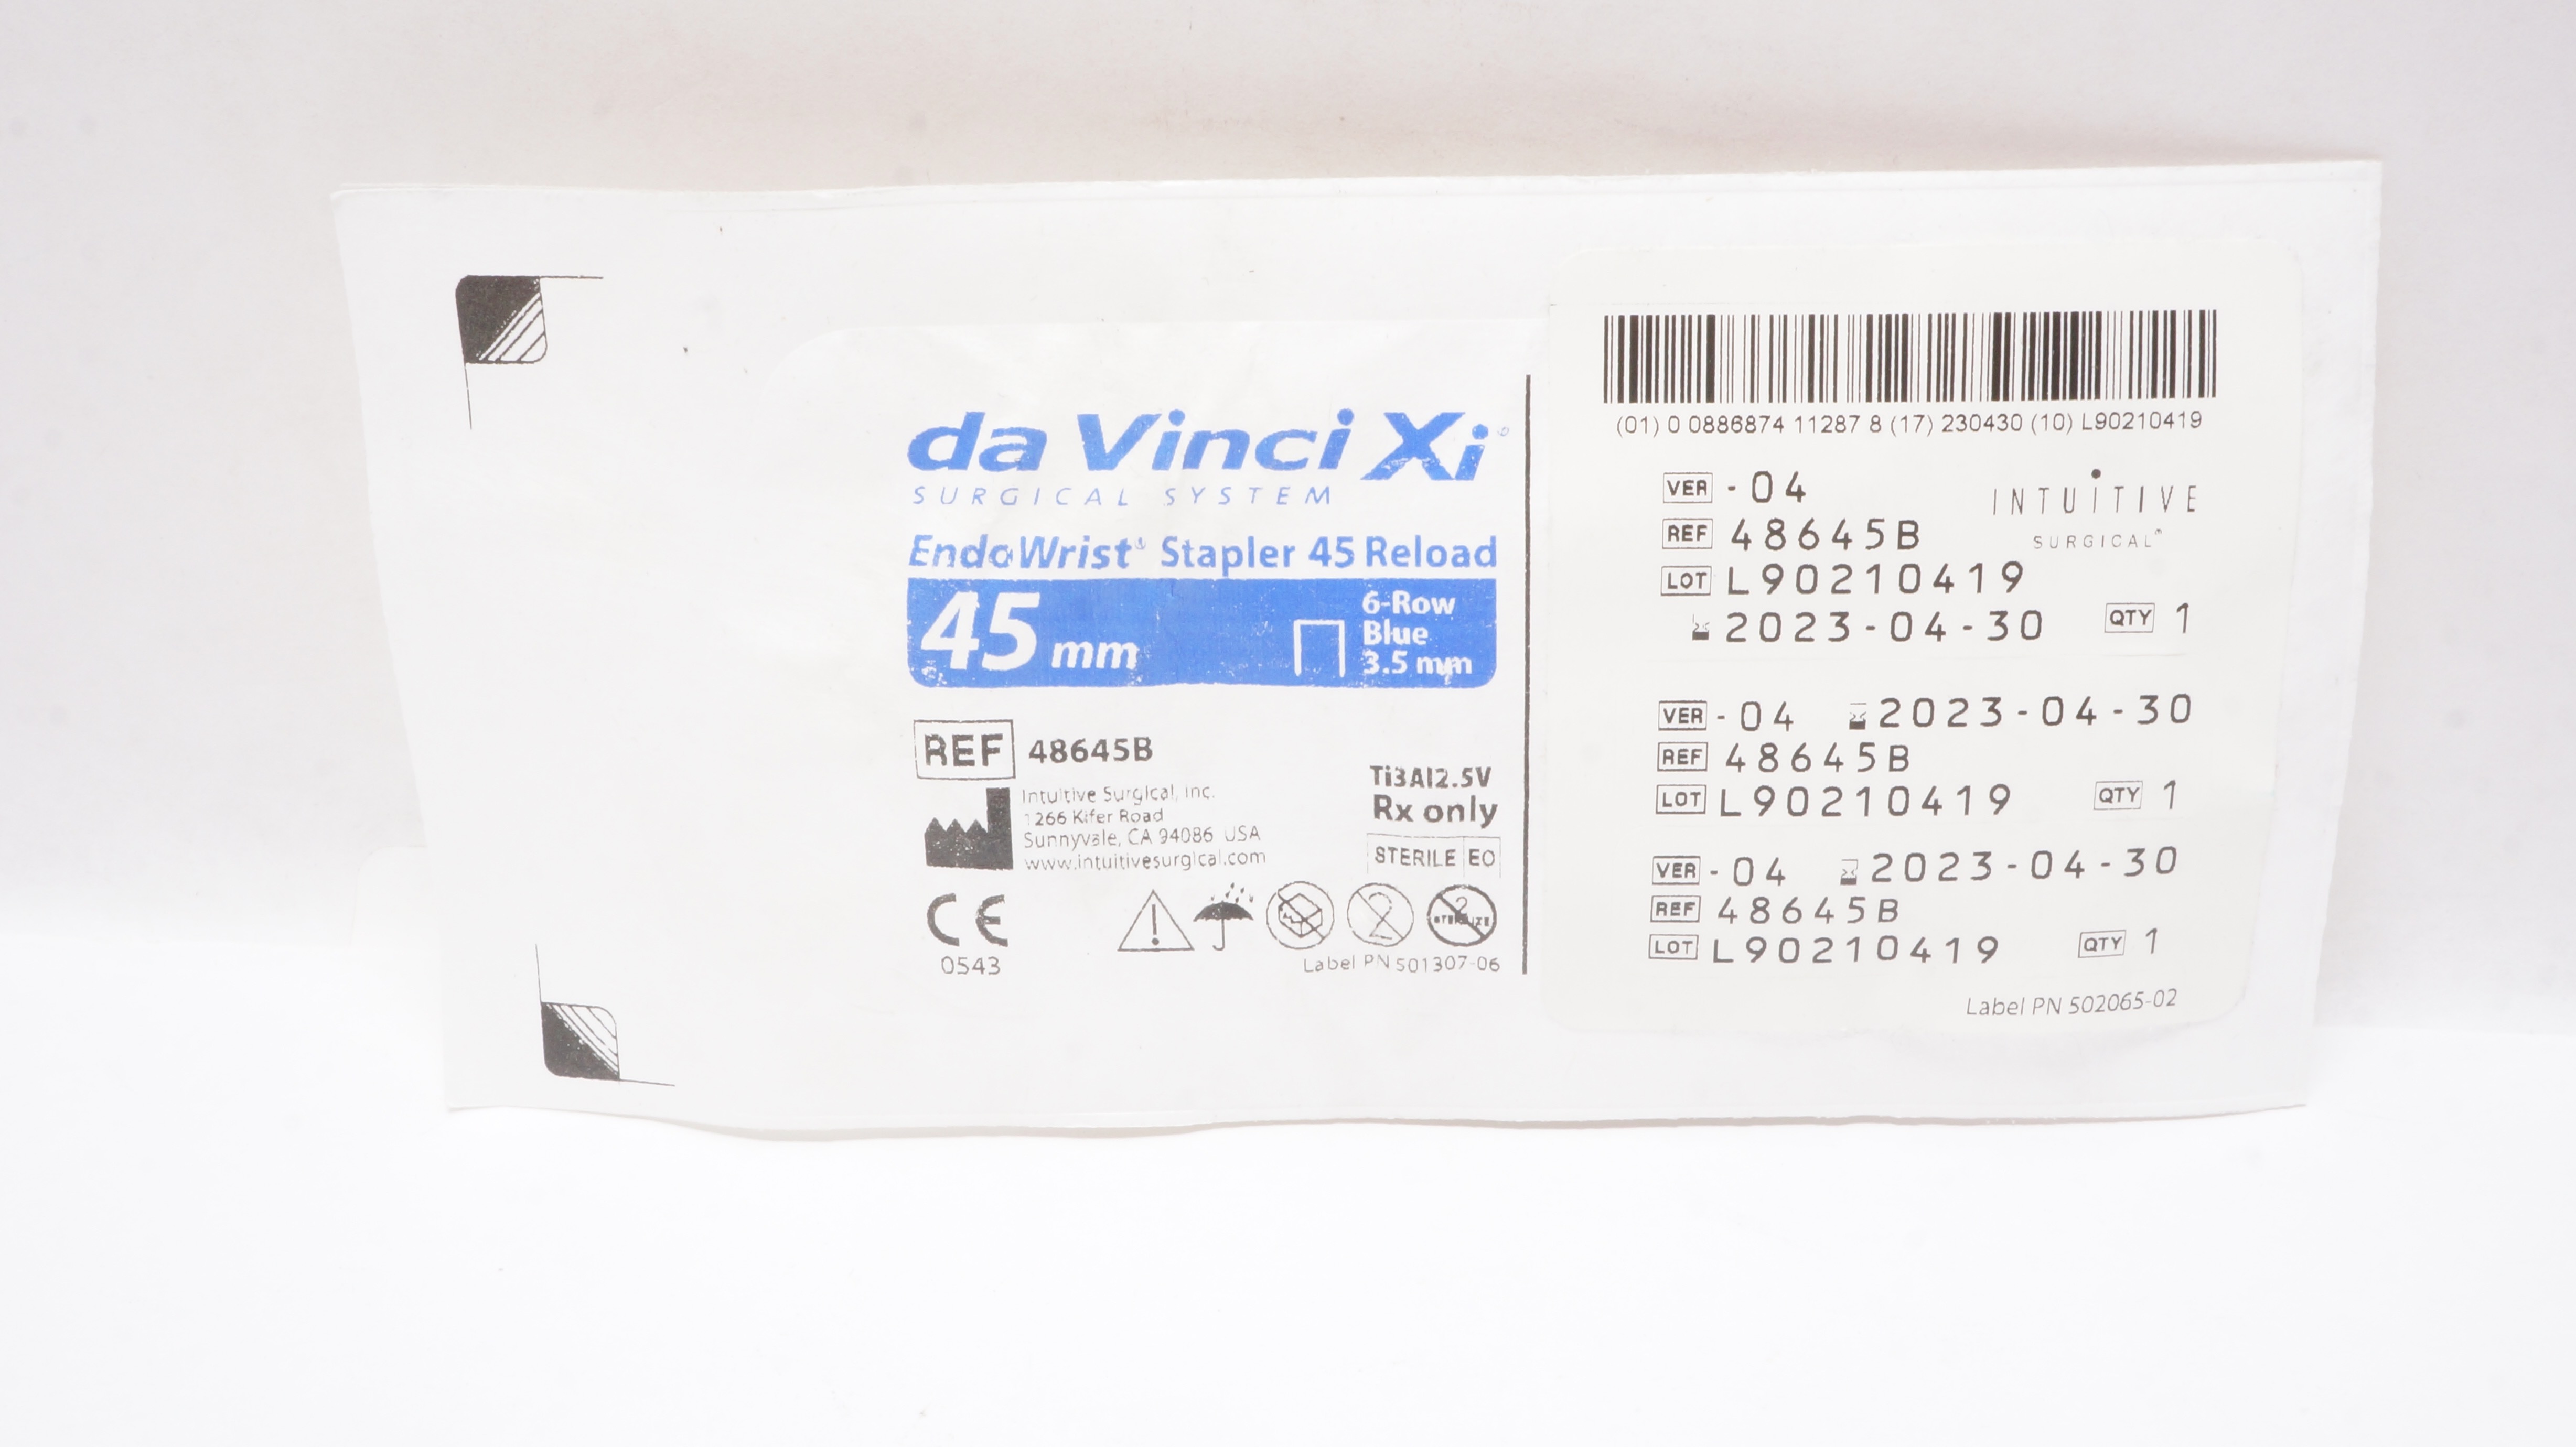 da Vinci Xi
SURGICAL SYSTEM
EndoWrist® Stapler 45 Reload
45 mm
6-Row
Blue
3.5 mm
REF 48645B
Intuitive Surgical, Inc.
1266 Kifer Road
Sunnyvale, CA 94086 USA
www.intuitivesurgical.com
Ti3Al2.5V
Rx only
STERILE EO
CE
0543
Label PN 501307-06
(01) 0 0886874 11287 8 (17) 230430 (10) L90210419
VER -04
INTUITIVE
SURGICAL®
REF 48645B
LOT L90210419
2023-04-30 QTY 1
VER -04 2023-04-30
REF 48645B
LOT L90210419 QTY 1
VER -04 2023-04-30
REF 48645B
LOT L90210419 QTY 1
Label PN 502065-02